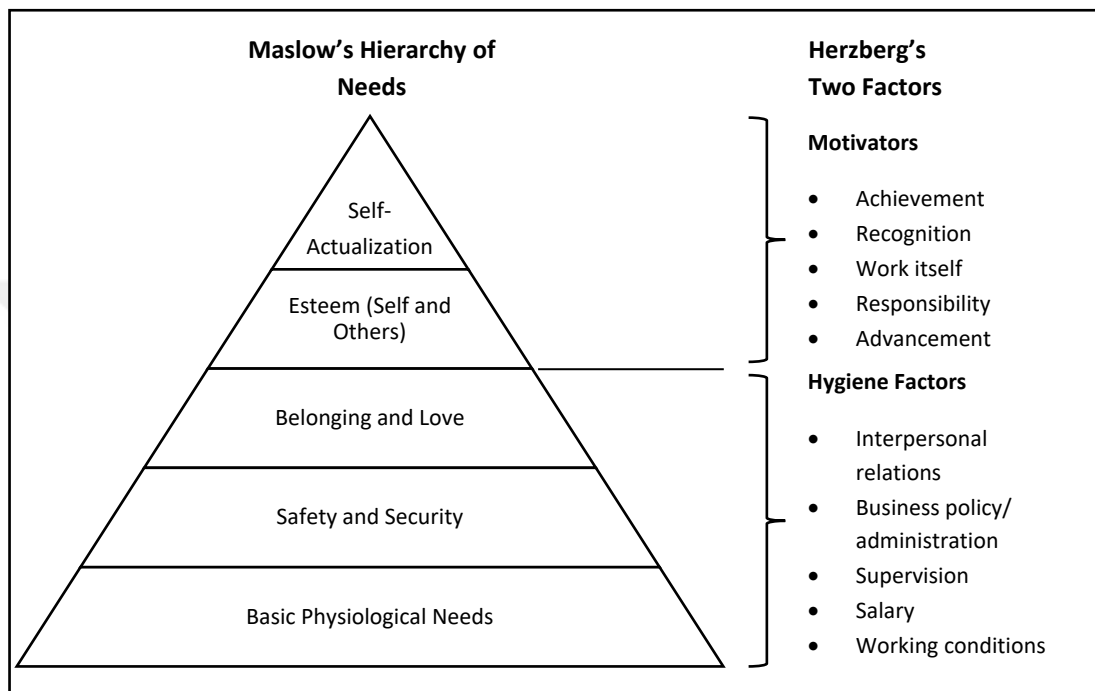 Maslow’s Hierarchy of
Needs
Self-
Actualization
Esteem (Self and
Others)
Belonging and Love
Safety and Security
Basic Physiological Needs
Herzberg’s
Two Factors
Motivators
• Achievement
• Recognition
• Work itself
• Responsibility
• Advancement
Hygiene Factors
• Interpersonal
relations
• Business policy/
administration
• Supervision
• Salary
• Working conditions